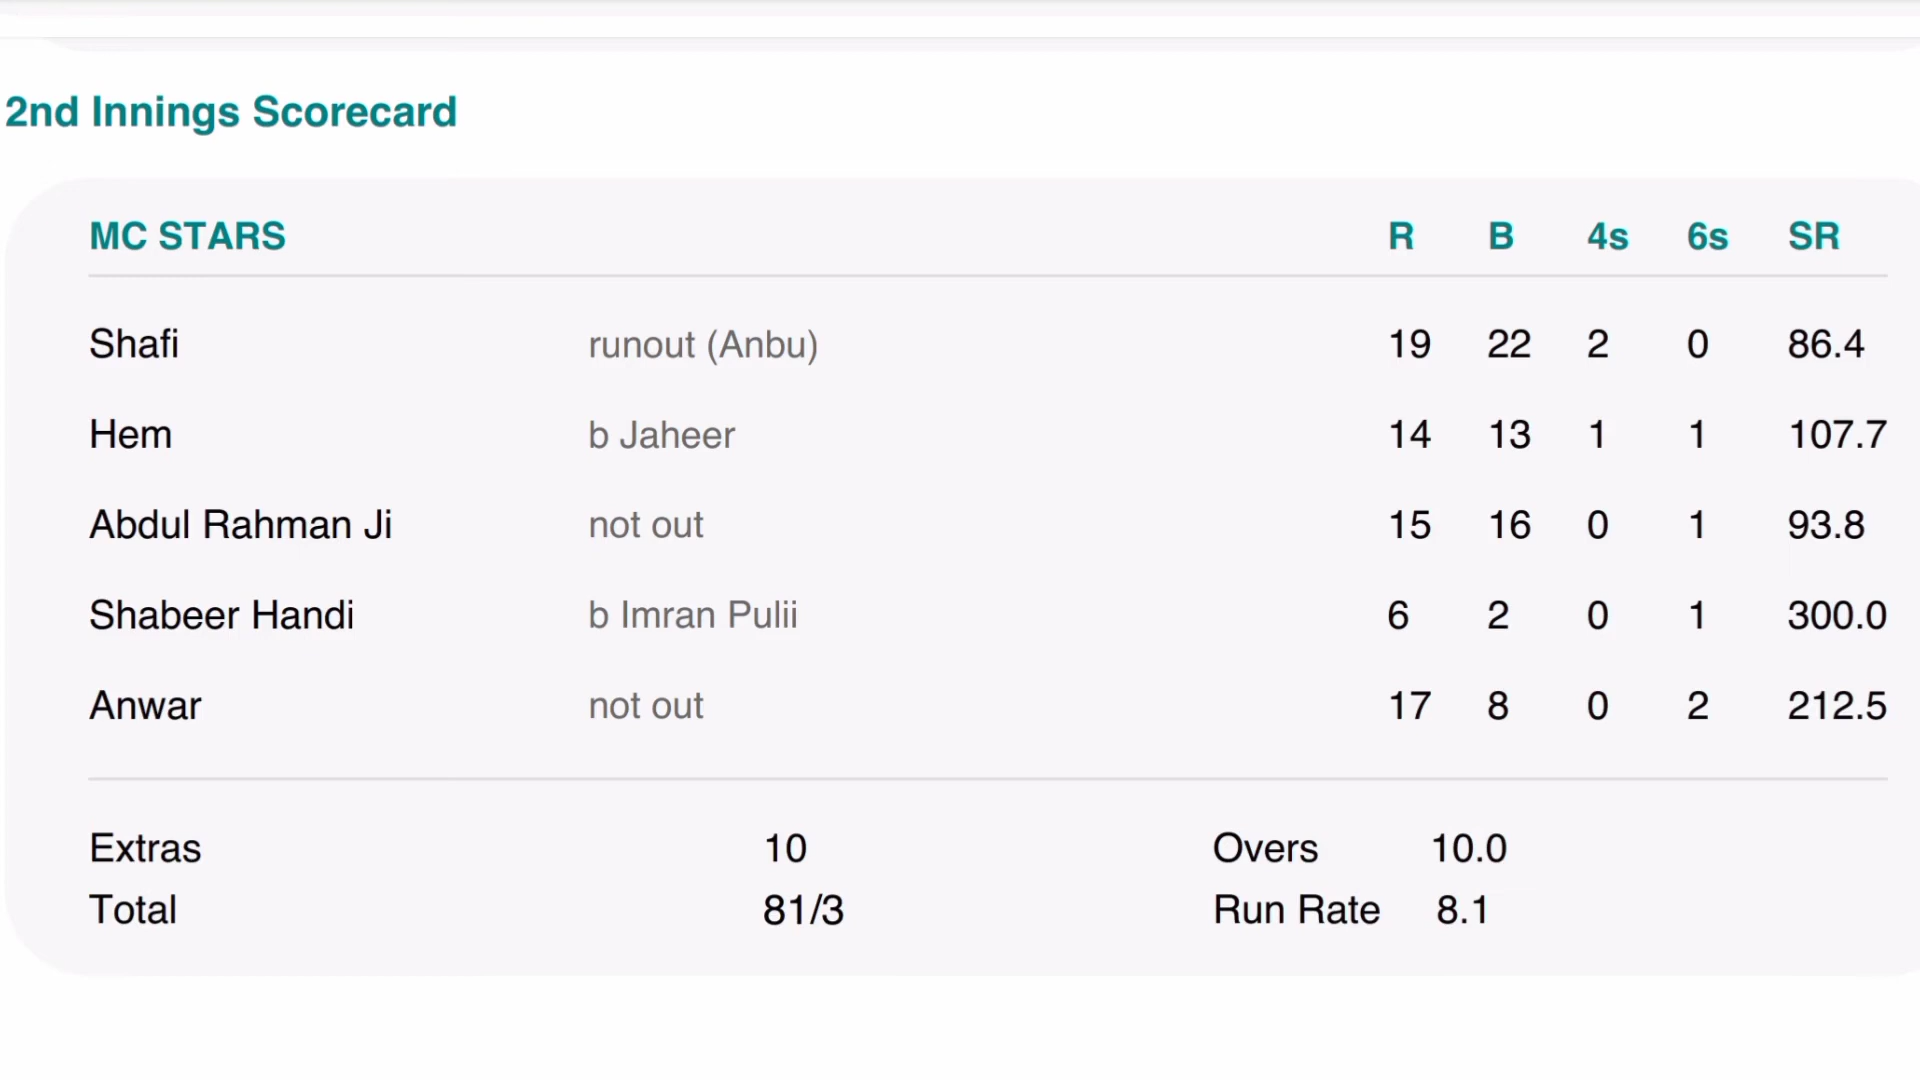 2nd Innings Scorecard
MC STARS R B 4s 6s SR
Shafi runout (Anbu) 19 22 2 0 86.4
Hem b Jaheer 14 13 1 1 107.7
Abdul Rahman Ji not out 15 16 0 1 93.8
Shabeer Handi b Imran Pulii 6 2 0 1 300.0
Anwar not out 17 8 0 2 212.5
Extras 10 Overs 10.0
Total 81/3 Run Rate 8.1